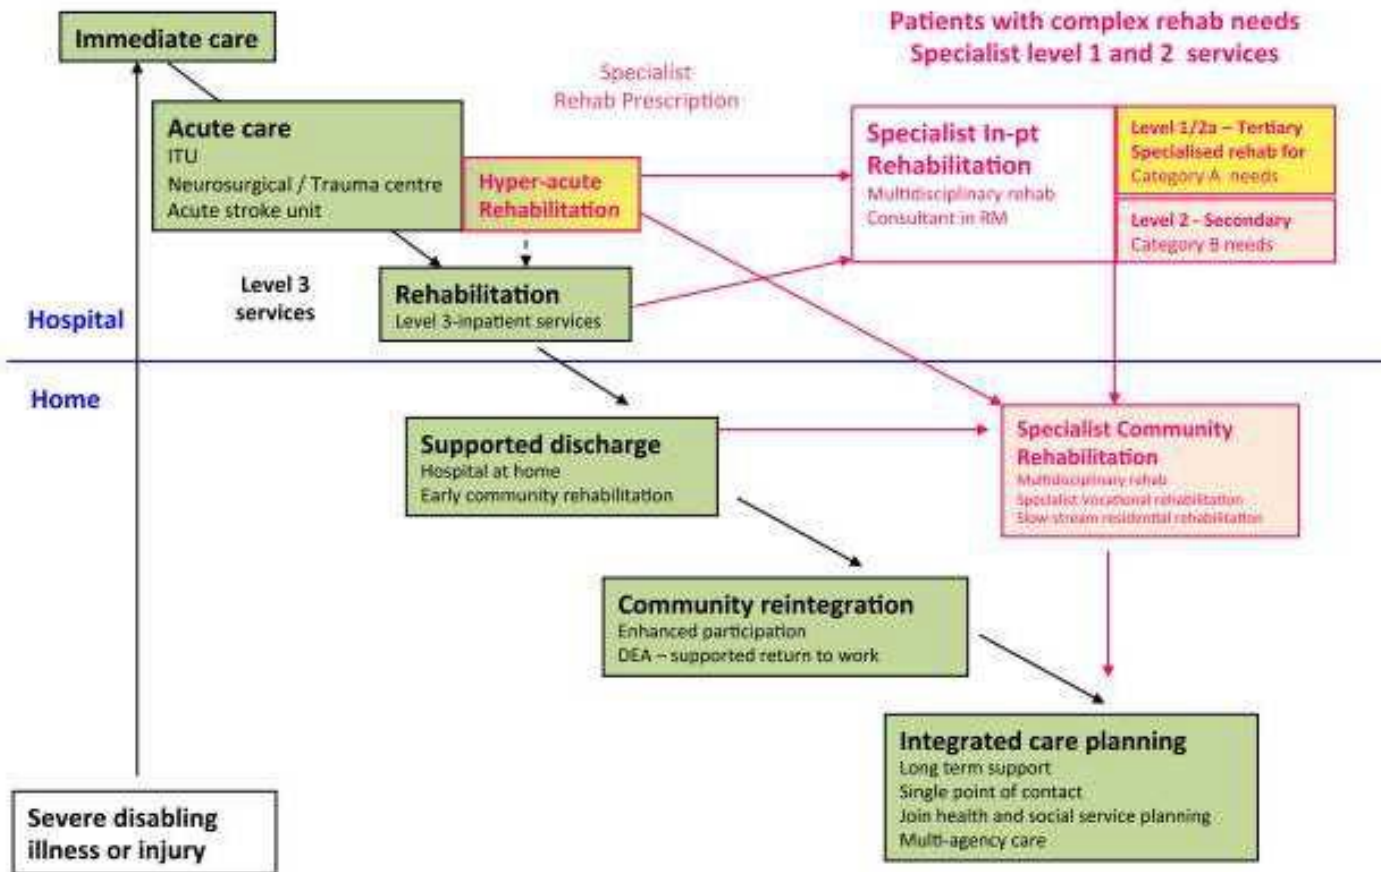 Immediate care
Patients with complex rehab needs
Specialist level 1 and 2 services
Specialist
Rehab Prescription
Acute care
ITU
Neurosurgical / Trauma centre
Acute stroke unit
Hyper-acute
Rehabilitation
Specialist In-pt
Rehabilitation
Multidisciplinary rehab
Consultant in RM
Level 1/2a – Tertiary
Specialised rehab for
Category A needs
Level 2 - Secondary
Category B needs
Level 3
services
Rehabilitation
Level 3-inpatient services
Hospital
Home
Supported discharge
Hospital at home
Early community rehabilitation
Specialist Community
Rehabilitation
Multidisciplinary rehab
Specialist vocational rehabilitation
Slow stream residential rehabilitation
Community reintegration
Enhanced participation
DEA – supported return to work
Integrated care planning
Long term support
Single point of contact
Join health and social service planning
Multi-agency care
Severe disabling
illness or injury